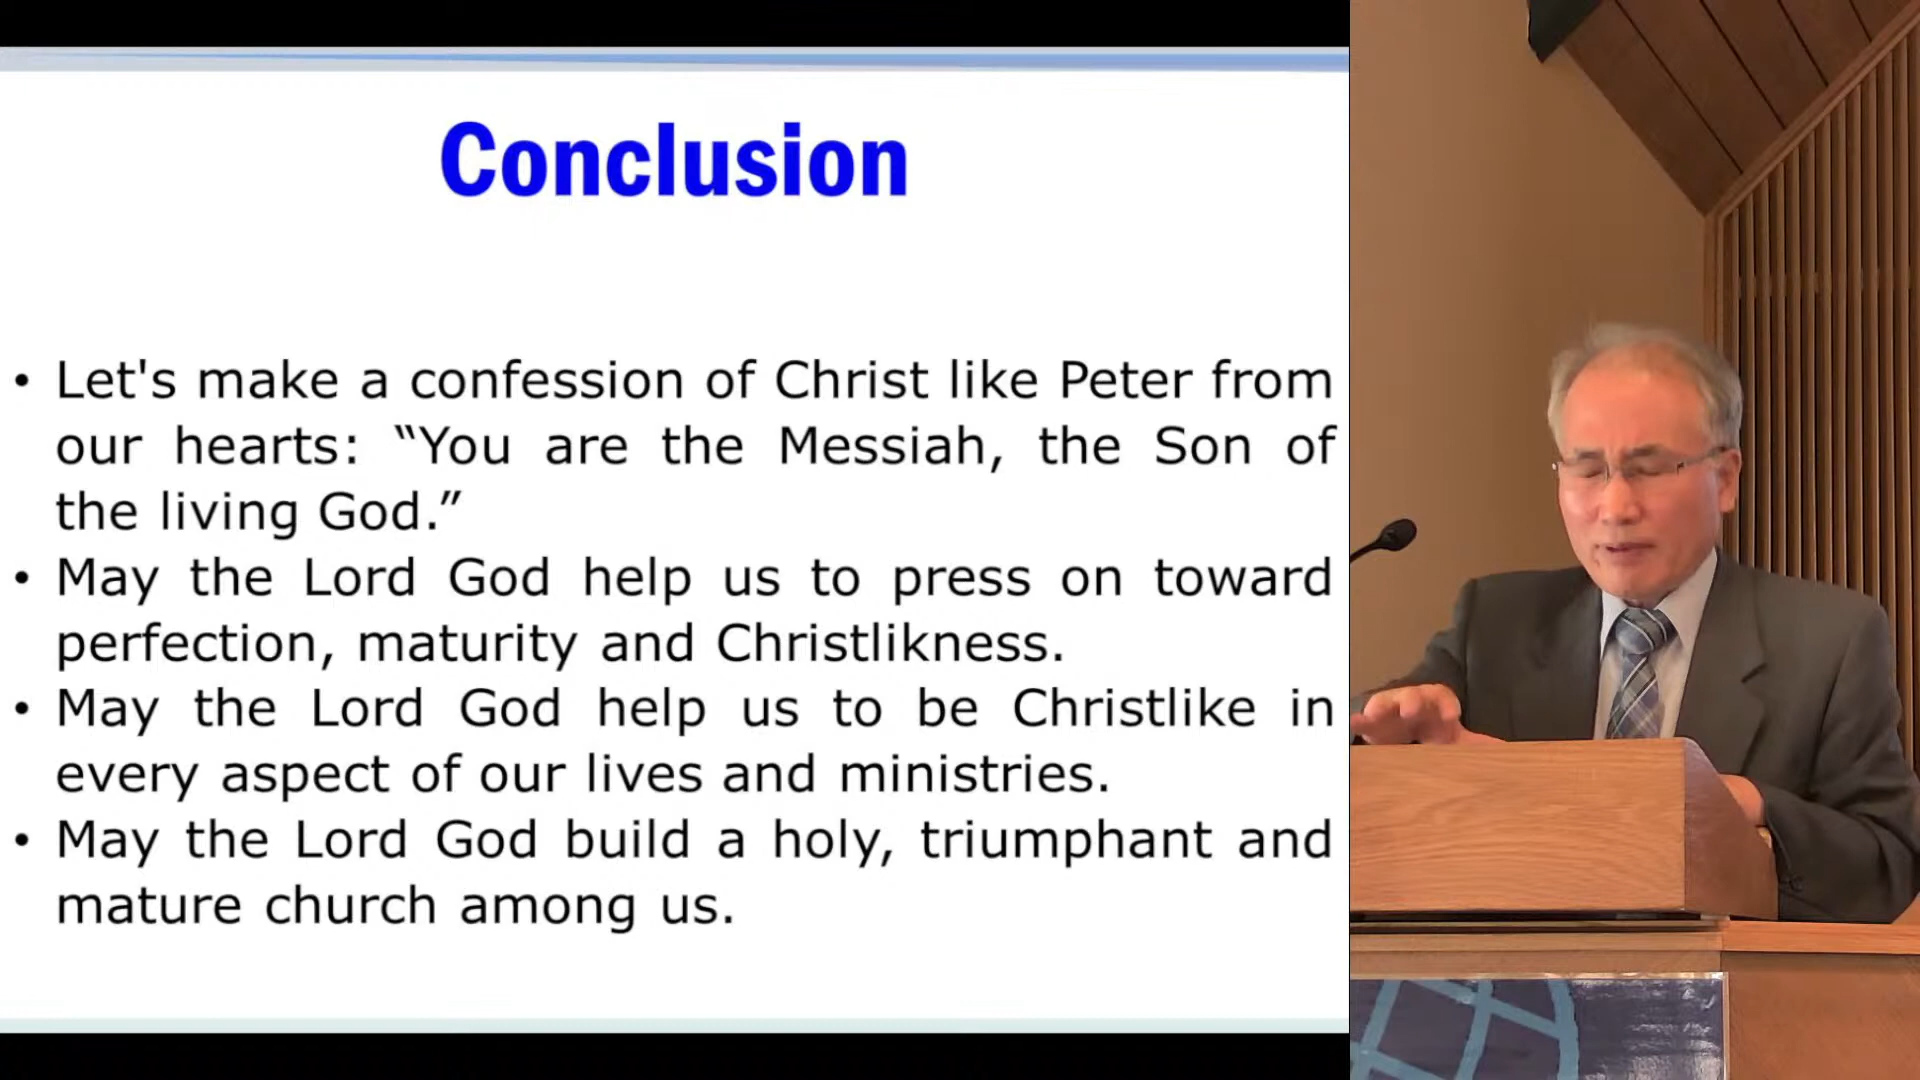 Conclusion
• Let's make a confession of Christ like Peter from
our hearts: “You are the Messiah, the Son of
the living God.”
• May the Lord God help us to press on toward
perfection, maturity and Christlikness.
• May the Lord God help us to be Christlike in
every aspect of our lives and ministries.
• May the Lord God build a holy, triumphant and
mature church among us.